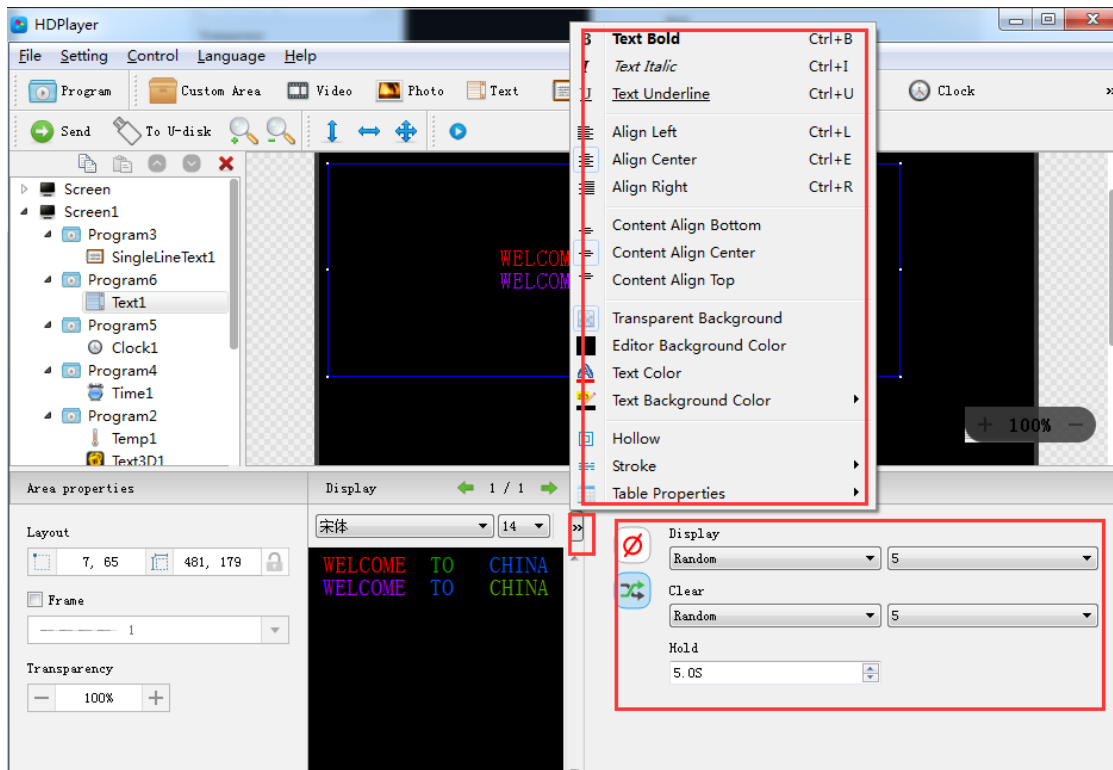 HDPlayer
File Setting Control Language Help
Program Custom Area Video Photo Text Clock »
Send To U-disk
Screen
Screen1
Program3
SingleLineText1
Program6
Text1
Program5
Clock1
Program4
Time1
Program2
Temp1
Text3D1
WELCOM
WELCOM
B Text Bold Ctrl+B
I Text Italic Ctrl+I
U Text Underline Ctrl+U
Align Left Ctrl+L
Align Center Ctrl+E
Align Right Ctrl+R
Content Align Bottom
Content Align Center
Content Align Top
Transparent Background
Editor Background Color
Text Color
Text Background Color
Hollow
Stroke
Table Properties
+ 100% −
Area properties
Layout
7, 65 481, 179
Frame
1
Transparency
— 100% +
Display 1 / 1
宋体 14 »
WELCOME TO CHINA
WELCOME TO CHINA
Display
Random 5
Clear
Random 5
Hold
5.0S